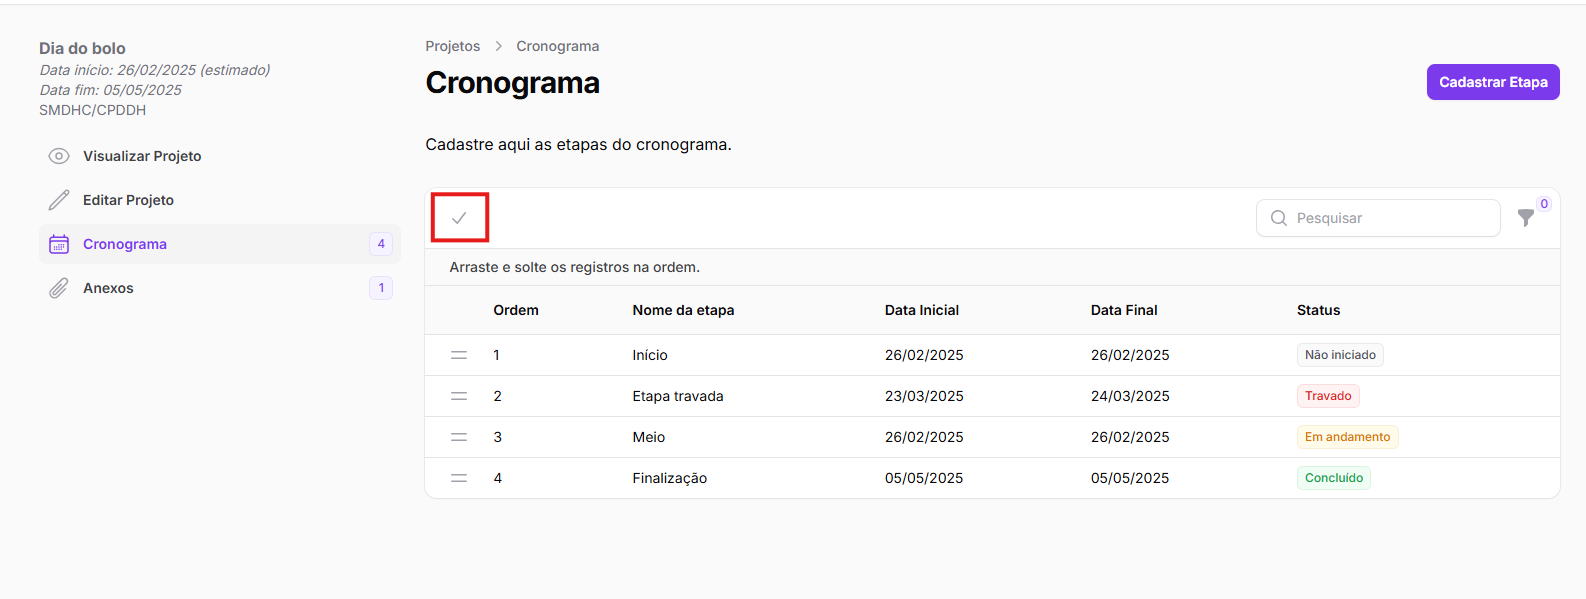 Dia do bolo
Data início: 26/02/2025 (estimado)
Data fim: 05/05/2025
SMDHC/CPDDH
Visualizar Projeto
Editar Projeto
Cronograma 4
Anexos 1
Projetos > Cronograma
Cronograma
Cadastrar Etapa
Cadastre aqui as etapas do cronograma.
Pesquisar 0
Arraste e solte os registros na ordem.
Ordem Nome da etapa Data Inicial Data Final Status
1 Início 26/02/2025 26/02/2025 Não iniciado
2 Etapa travada 23/03/2025 24/03/2025 Travado
3 Meio 26/02/2025 26/02/2025 Em andamento
4 Finalização 05/05/2025 05/05/2025 Concluído